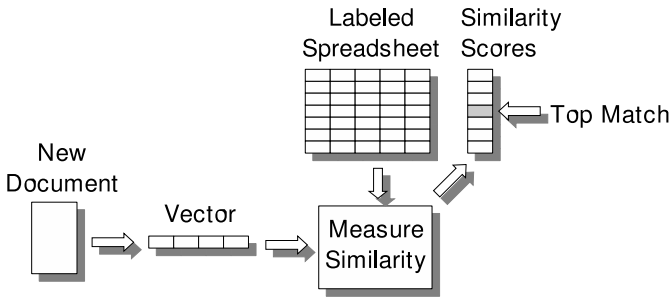 Labeled
Spreadsheet
Similarity
Scores
Top Match
New
Document
Vector
Measure
Similarity